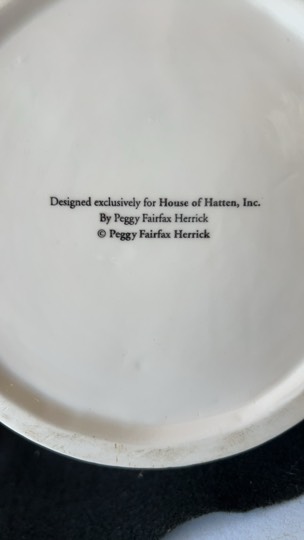 Designed exclusively for House of Hatten, Inc.
By Peggy Fairfax Herrick
© Peggy Fairfax Herrick